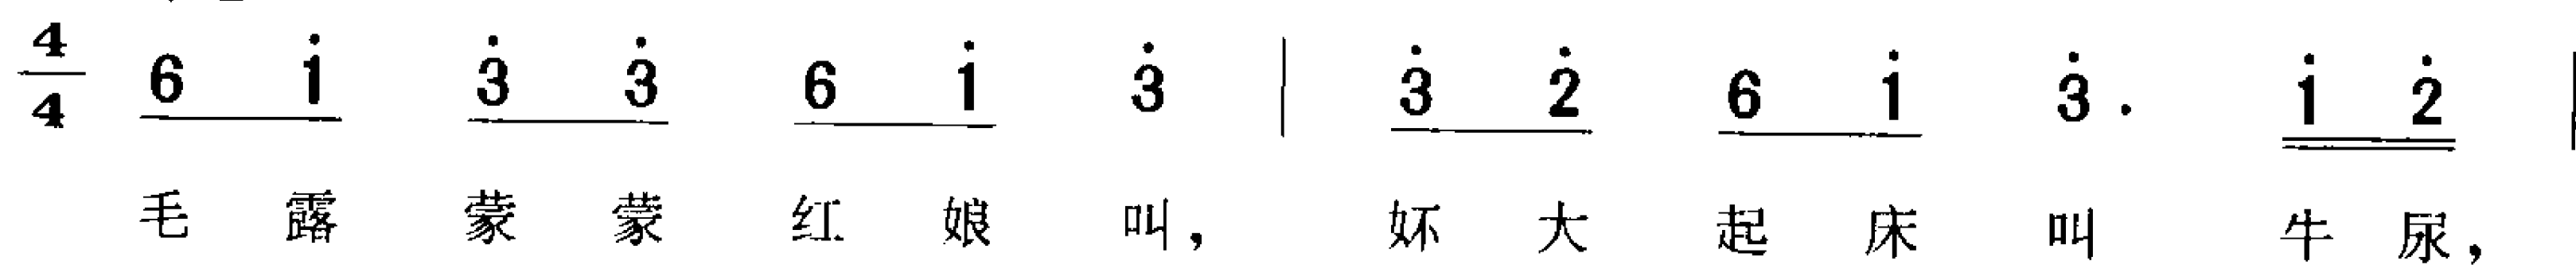 4/4 6 i̇ 3̇ 3̇ 6 i̇ 3̇ | 3̇ 2̇ 6 i̇ 3̇. i̇ 2̇ |
毛露蒙蒙红娘叫，妚大起床叫牛尿，